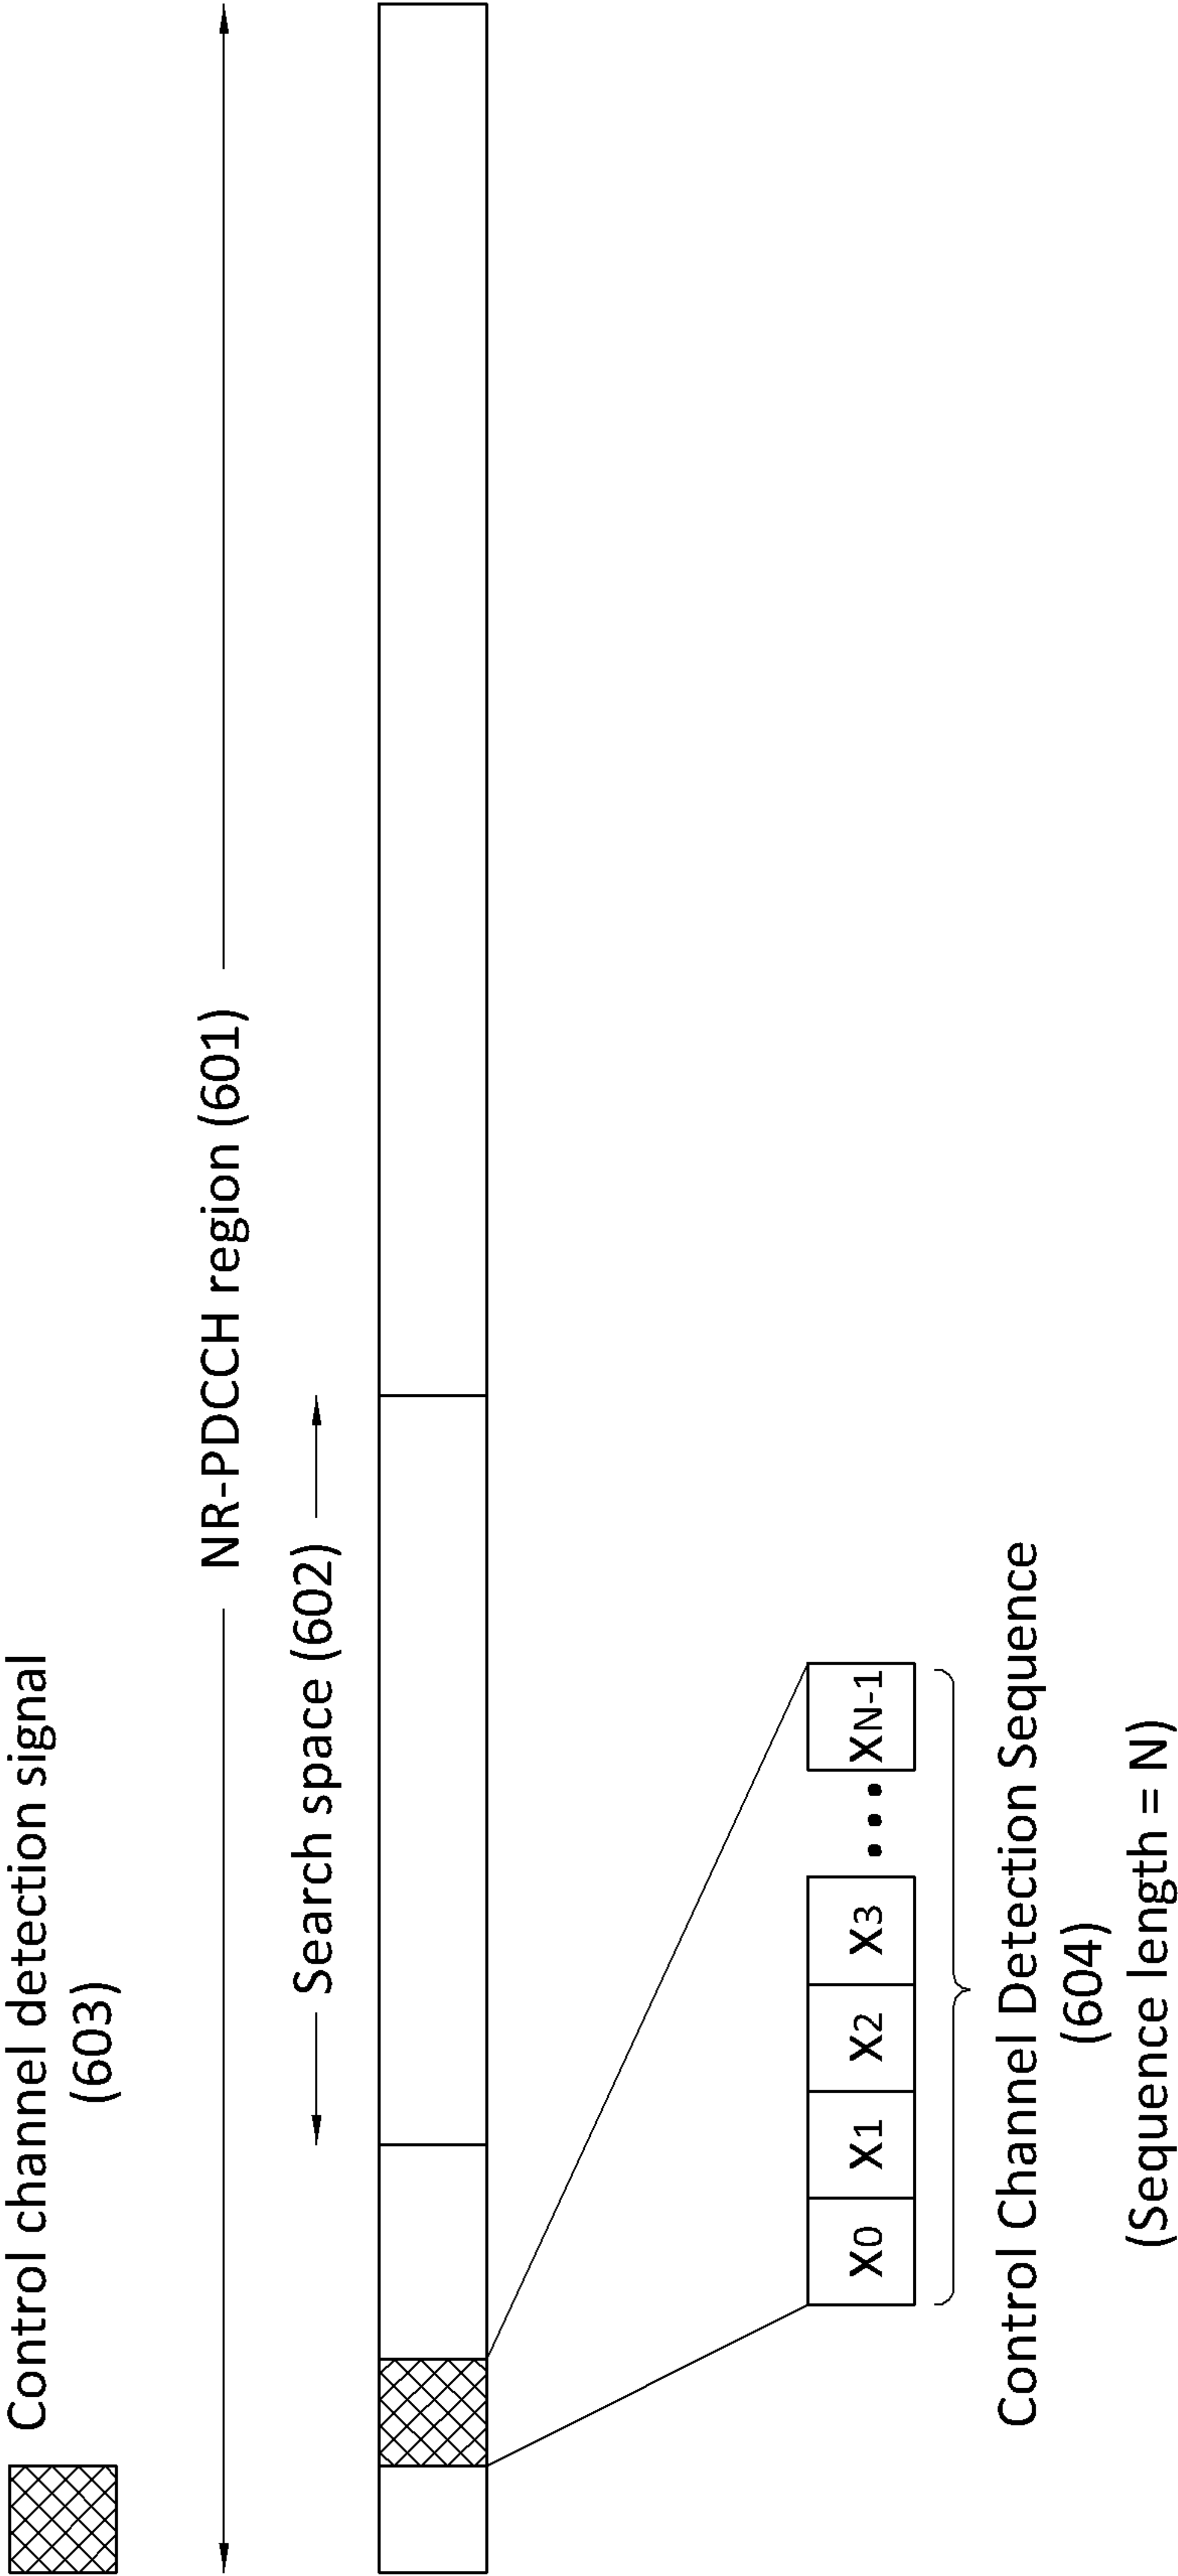 Control channel detection signal
(603)
NR-PDCCH region (601)
Search space (602)
X0 X1 X2 X3 ••• XN-1
Control Channel Detection Sequence
(604)
(Sequence length = N)